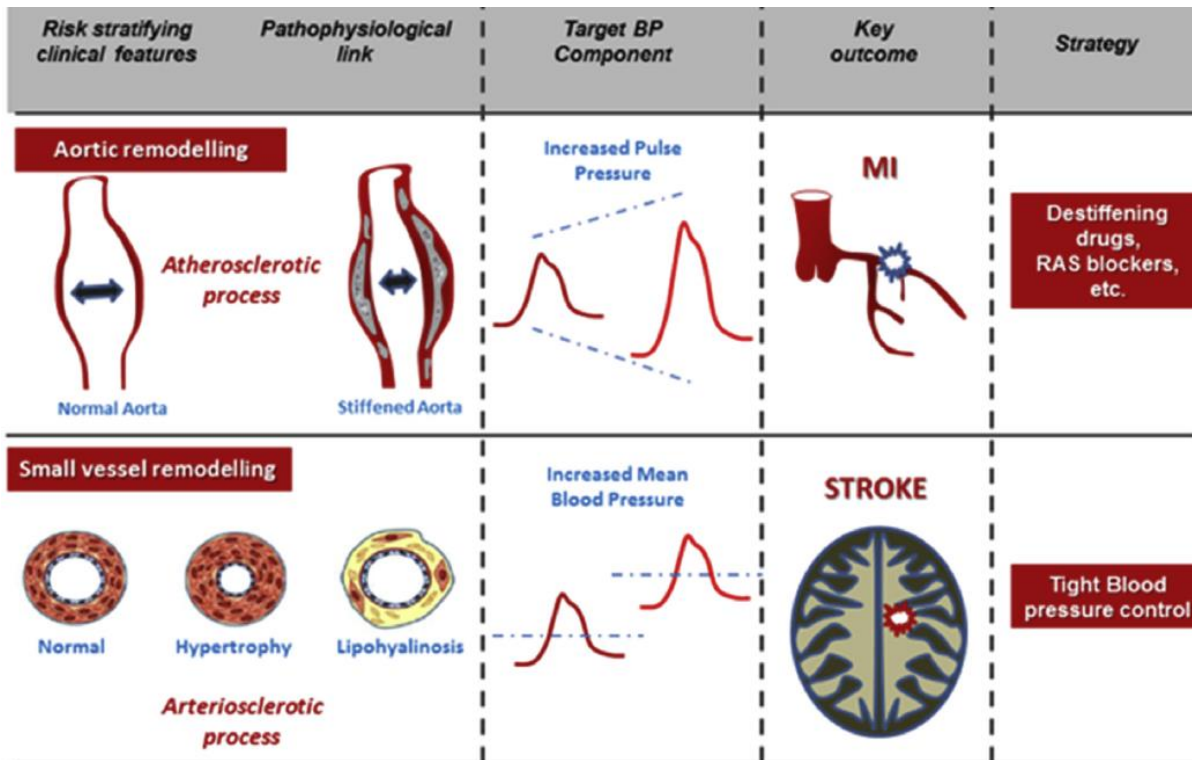 Risk stratifying
clinical features
Pathophysiological
link
Target BP
Component
Key
outcome
Strategy
Aortic remodelling
Atherosclerotic
process
Normal Aorta
Stiffened Aorta
Increased Pulse
Pressure
MI
Destiffening
drugs,
RAS blockers,
etc.
Small vessel remodelling
Normal
Hypertrophy
Lipohyalinosis
Arteriosclerotic
process
Increased Mean
Blood Pressure
STROKE
Tight Blood
pressure control